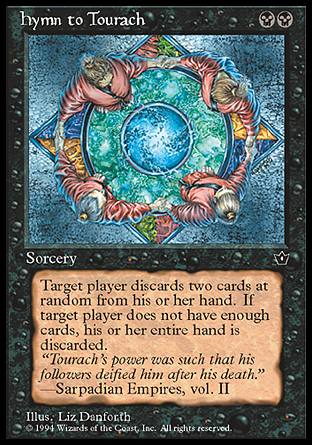 Hymn to Tourach
Sorcery
Target player discards two cards at
random from his or her hand. If
target player does not have enough
cards, his or her entire hand is
discarded.
“Tourach's power was such that his
followers deified him after his death.”
—Sarpadian Empires, vol. II
Illus. Liz Danforth
© 1994 Wizards of the Coast, Inc. All rights reserved.